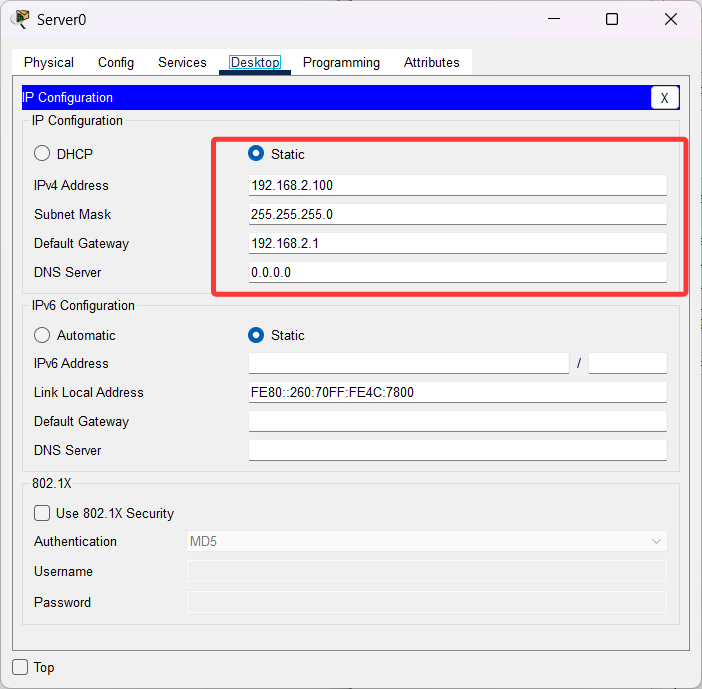 Server0
Physical Config Services Desktop Programming Attributes
IP Configuration X
IP Configuration
DHCP Static
IPv4 Address 192.168.2.100
Subnet Mask 255.255.255.0
Default Gateway 192.168.2.1
DNS Server 0.0.0.0
IPv6 Configuration
Automatic Static
IPv6 Address /
Link Local Address FE80::260:70FF:FE4C:7800
Default Gateway
DNS Server
802.1X
Use 802.1X Security
Authentication MD5
Username
Password
Top